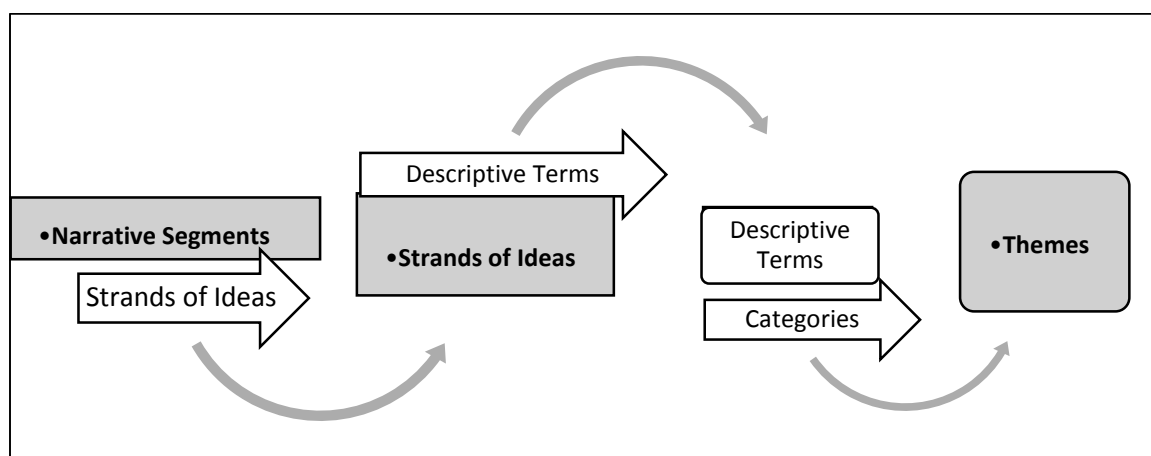 •Narrative Segments
Strands of Ideas
Descriptive Terms
•Strands of Ideas
Descriptive
Terms
Categories
•Themes